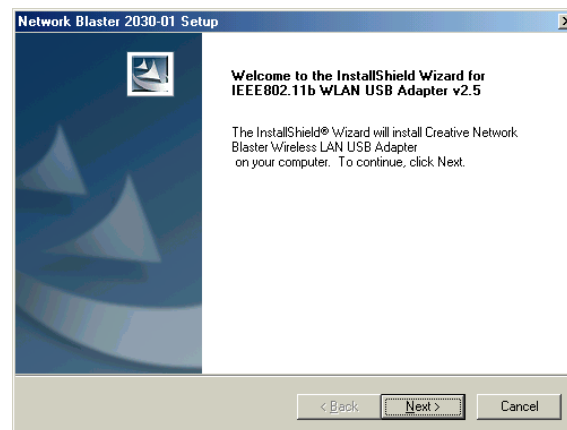 Network Blaster 2030-01 Setup
Welcome to the InstallShield Wizard for
IEEE802.11b WLAN USB Adapter v2.5
The InstallShield® Wizard will install Creative Network
Blaster Wireless LAN USB Adapter
on your computer. To continue, click Next.
< Back
Next >
Cancel